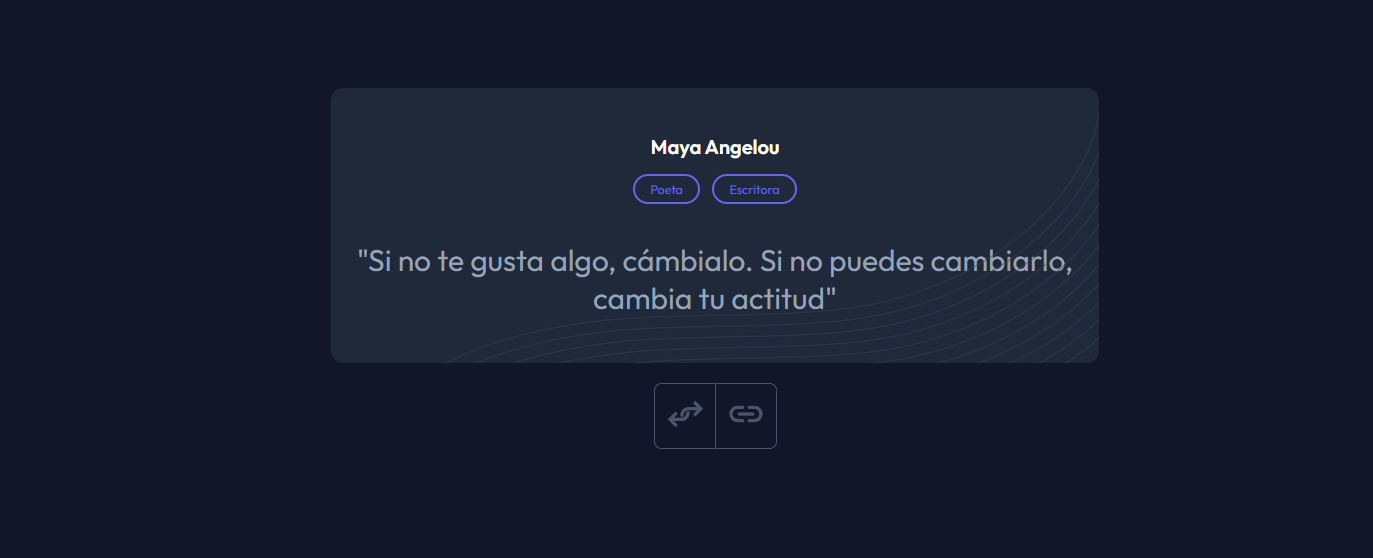 Maya Angelou
Poeta Escritora
"Si no te gusta algo, cámbialo. Si no puedes cambiarlo,
cambia tu actitud"